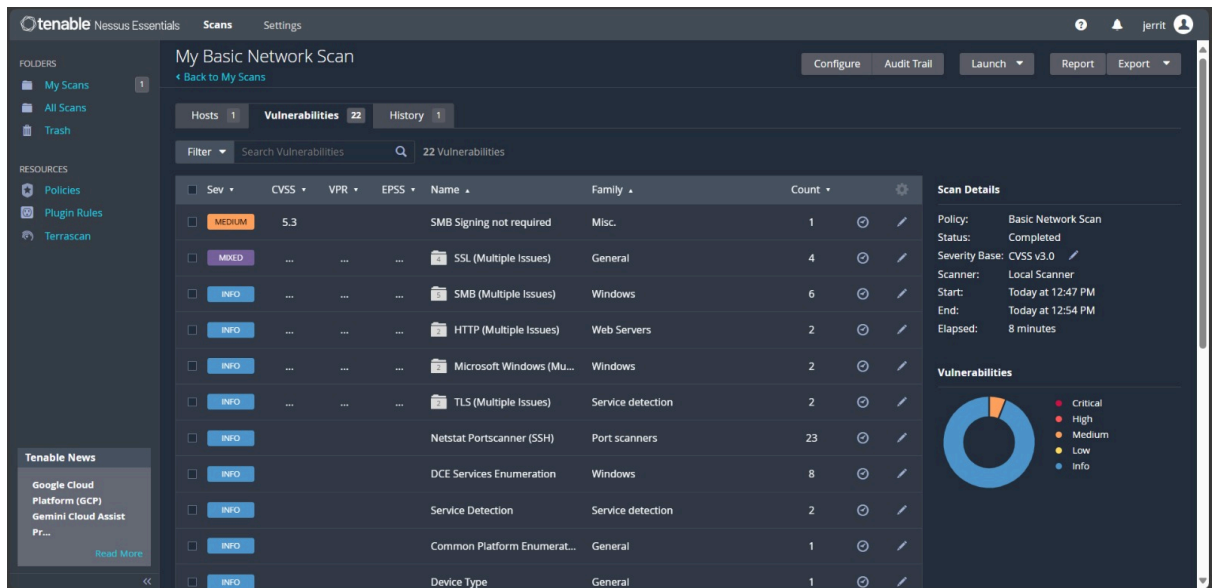 tenable Nessus Essentials Scans Settings jerrit
FOLDERS
My Scans 1
All Scans
Trash
RESOURCES
Policies
Plugin Rules
Terrascan
Tenable News
Google Cloud
Platform (GCP)
Gemini Cloud Assist
Pr...
Read More
My Basic Network Scan
Back to My Scans
Configure Audit Trail Launch Report Export
Hosts 1 Vulnerabilities 22 History 1
Filter Search Vulnerabilities 22 Vulnerabilities
Sev CVSS VPR EPSS Name Family Count
MEDIUM 5.3 SMB Signing not required Misc. 1
MIXED ... ... ... 4 SSL (Multiple Issues) General 4
INFO ... ... ... 5 SMB (Multiple Issues) Windows 6
INFO ... ... ... 2 HTTP (Multiple Issues) Web Servers 2
INFO ... ... ... 2 Microsoft Windows (Mu... Windows 2
INFO ... ... ... 2 TLS (Multiple Issues) Service detection 2
INFO Netstat Portscanner (SSH) Port scanners 23
INFO DCE Services Enumeration Windows 8
INFO Service Detection Service detection 2
INFO Common Platform Enumerat... General 1
INFO Device Type General 1
Scan Details
Policy: Basic Network Scan
Status: Completed
Severity Base: CVSS v3.0
Scanner: Local Scanner
Start: Today at 12:47 PM
End: Today at 12:54 PM
Elapsed: 8 minutes
Vulnerabilities
Critical
High
Medium
Low
Info